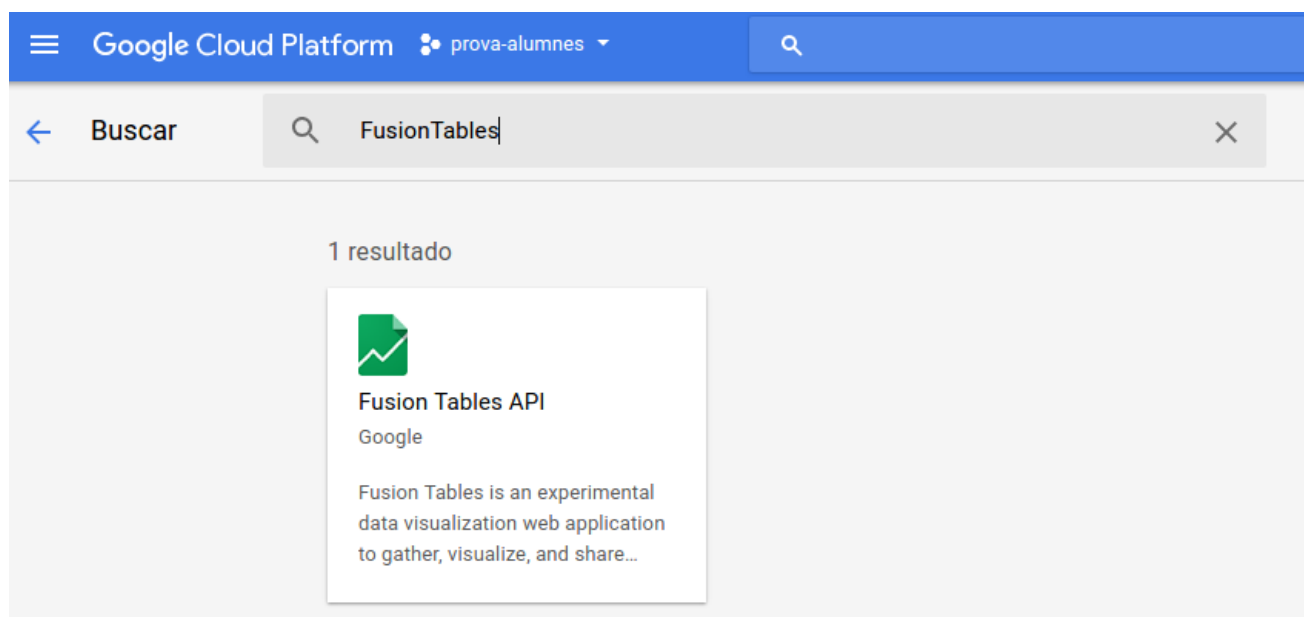 Google Cloud Platform prova-alumnes
Buscar FusionTables
1 resultado
Fusion Tables API
Google
Fusion Tables is an experimental
data visualization web application
to gather, visualize, and share...